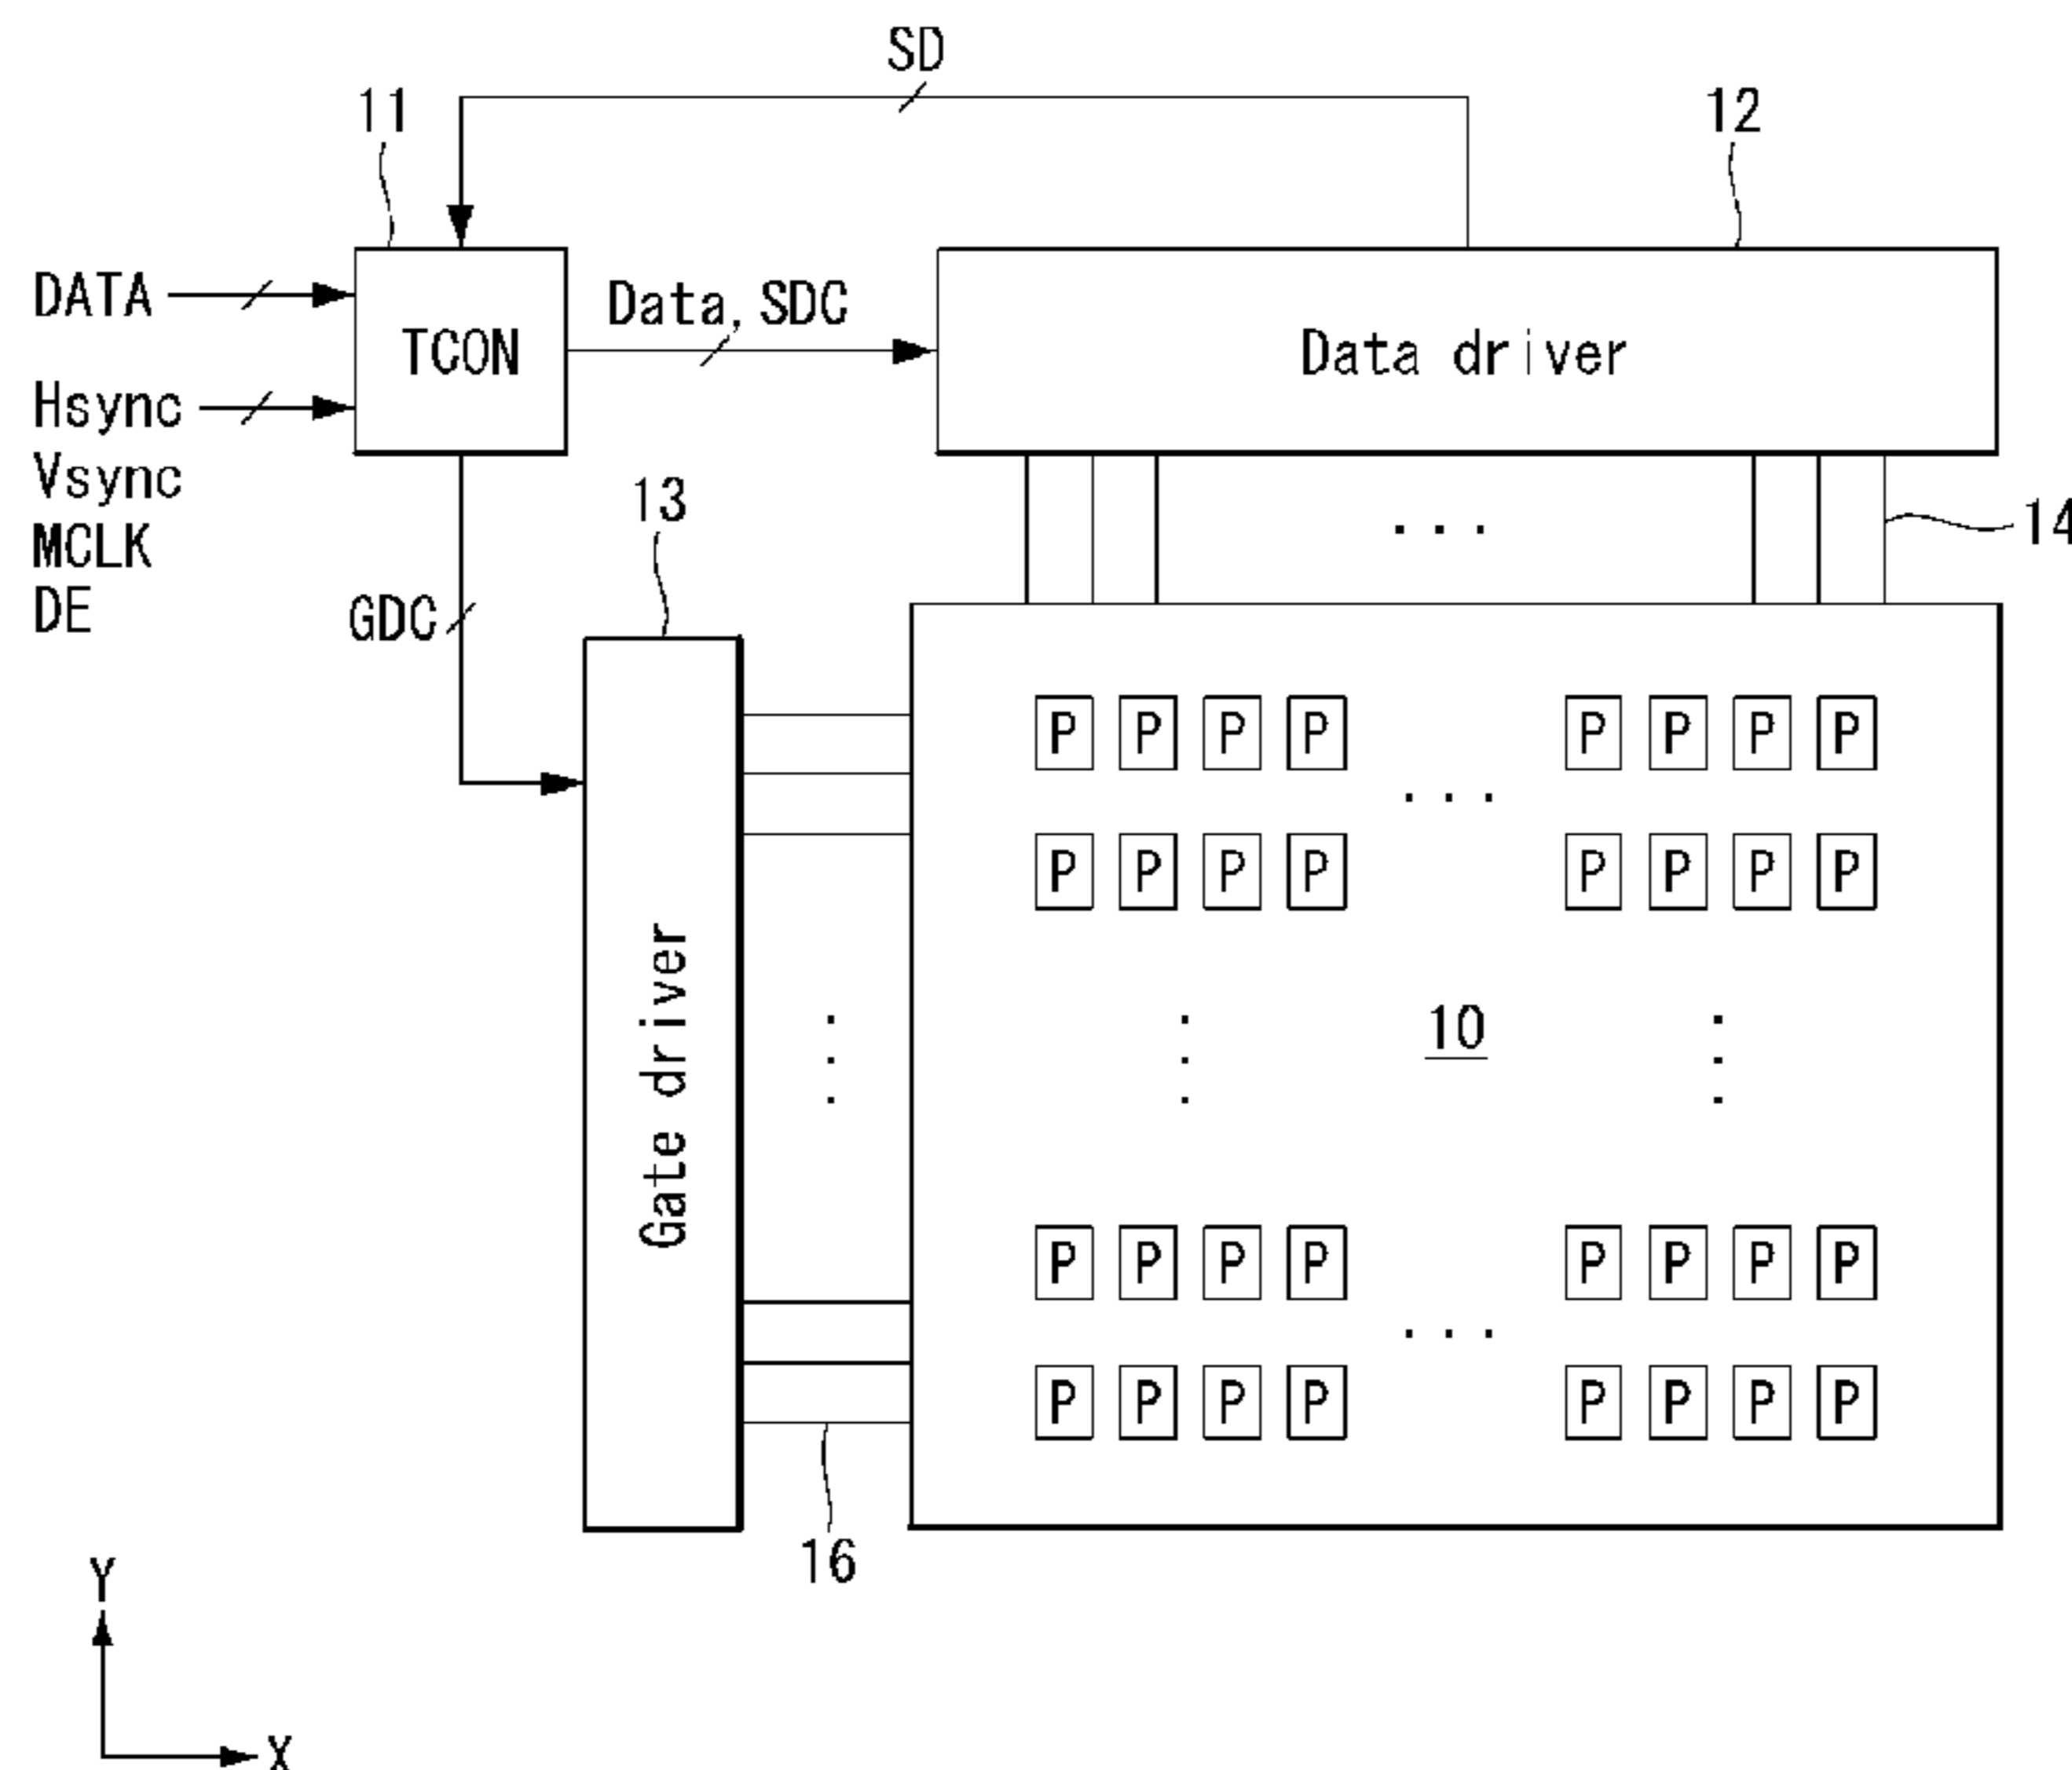 SD
11
12
DATA
TCON
Data, SDC
Data driver
Hsync
Vsync
MCLK
DE
GDC
13
14
Gate driver
P P P P ... P P P P
P P P P P P P P
10
P P P P ... P P P P
P P P P P P P P
16
Y
X